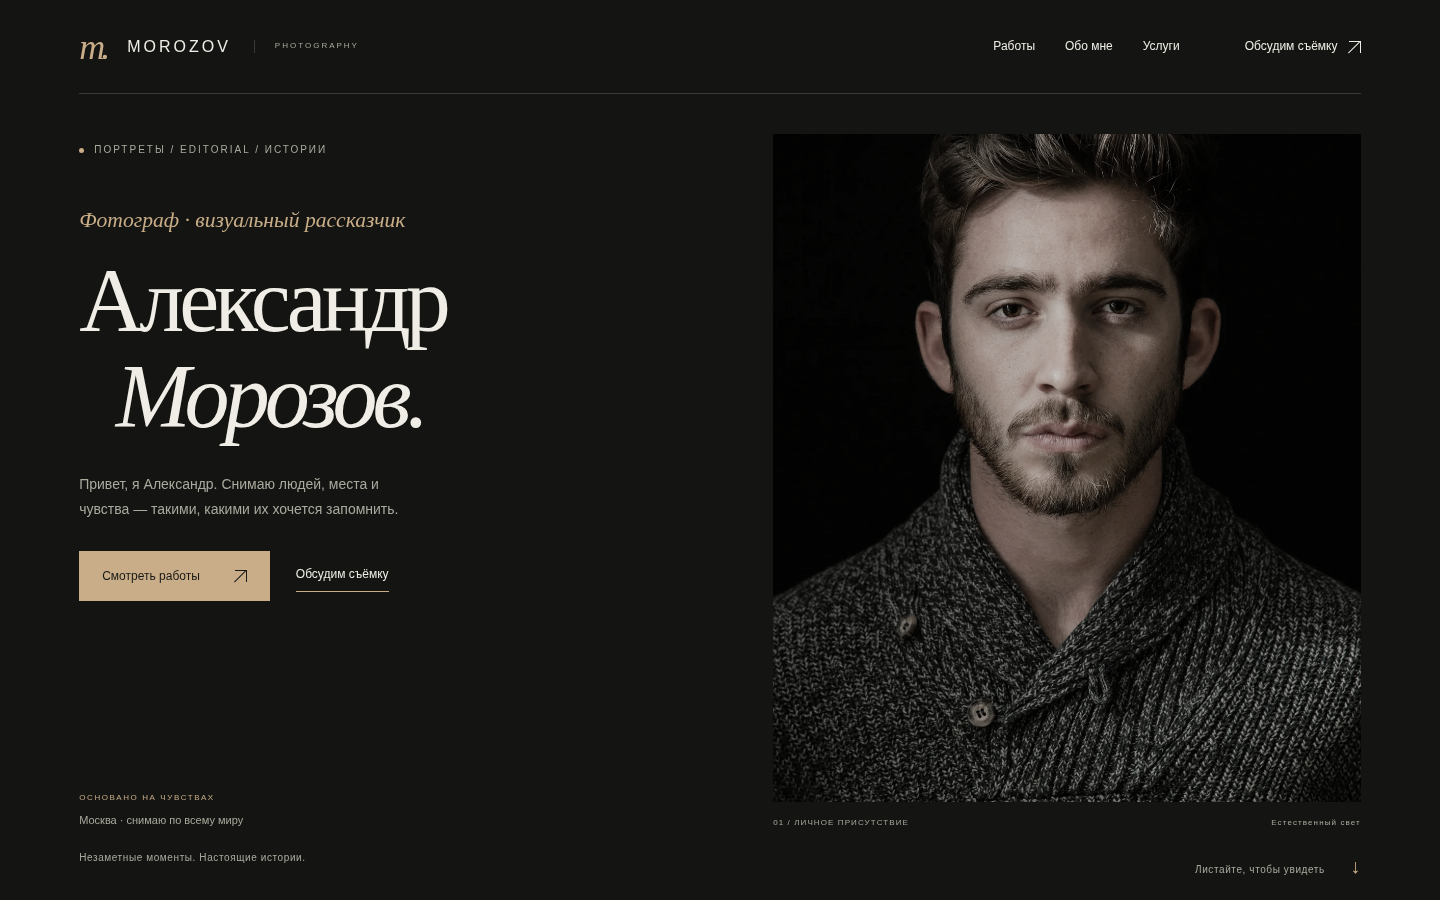 m. MOROZOV PHOTOGRAPHY
Работы Обо мне Услуги Обсудим съёмку
ПОРТРЕТЫ / EDITORIAL / ИСТОРИИ
Фотограф · визуальный рассказчик
Александр
Морозов.
Привет, я Александр. Снимаю людей, места и
чувства — такими, какими их хочется запомнить.
Смотреть работы
Обсудим съёмку
ОСНОВАНО НА ЧУВСТВАХ
Москва · снимаю по всему миру
Незаметные моменты. Настоящие истории.
01 / ЛИЧНОЕ ПРИСУТСТВИЕ
Естественный свет
Листайте, чтобы увидеть ↓